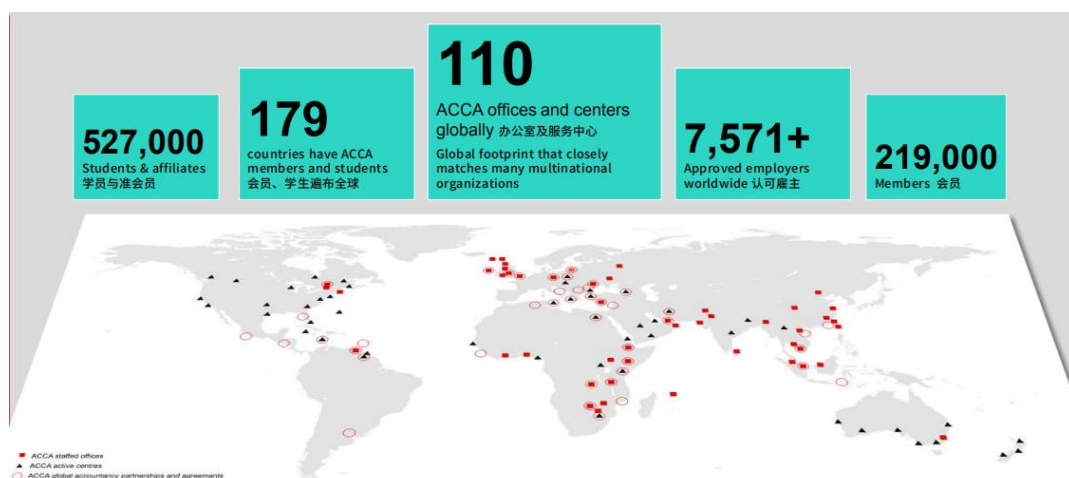 527,000
Students & affiliates
学员与准会员
179
countries have ACCA
members and students
会员、学生遍布全球
110
ACCA offices and centers
globally 办公室及服务中心
Global footprint that closely
matches many multinational
organizations
7,571+
Approved employers
worldwide 认可雇主
219,000
Members 会员
ACCA staffed offices
ACCA active centres
ACCA global accountancy partnerships and agreements